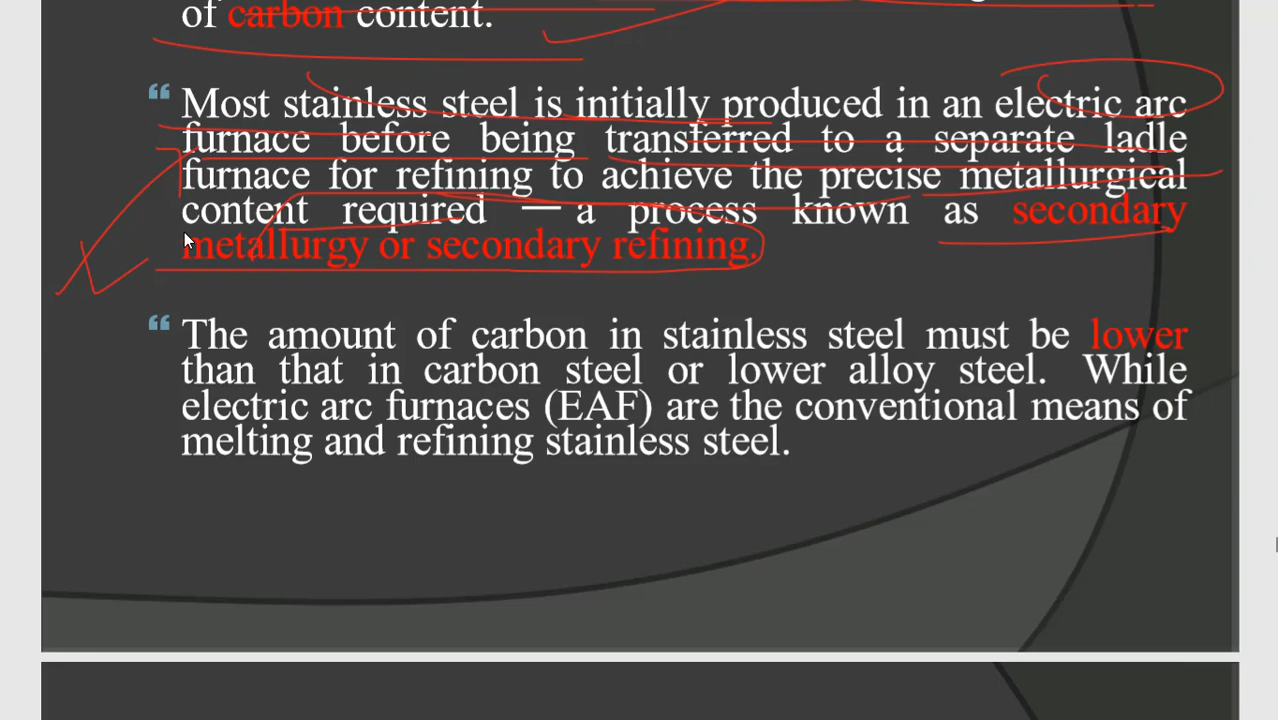 of carbon content.
“ Most stainless steel is initially produced in an electric arc
furnace before being transferred to a separate ladle
furnace for refining to achieve the precise metallurgical
content required — a process known as secondary
metallurgy or secondary refining.
“ The amount of carbon in stainless steel must be lower
than that in carbon steel or lower alloy steel. While
electric arc furnaces (EAF) are the conventional means of
melting and refining stainless steel.